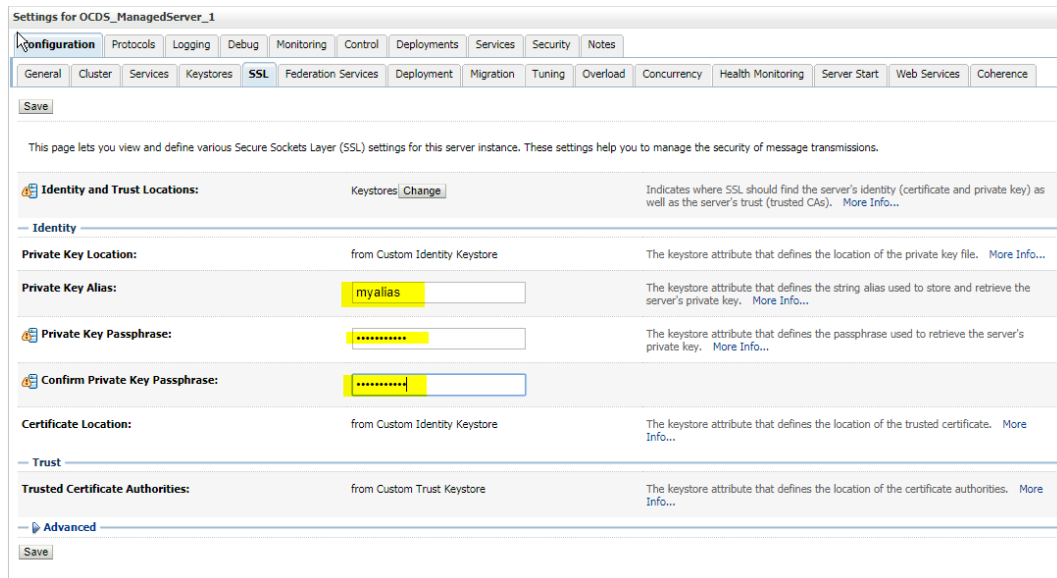 Settings for OCDS_ManagedServer_1
Configuration Protocols Logging Debug Monitoring Control Deployments Services Security Notes
General Cluster Services Keystores SSL Federation Services Deployment Migration Tuning Overload Concurrency Health Monitoring Server Start Web Services Coherence
Save
This page lets you view and define various Secure Sockets Layer (SSL) settings for this server instance. These settings help you to manage the security of message transmissions.
Identity and Trust Locations: Keystores Change Indicates where SSL should find the server's identity (certificate and private key) as
well as the server's trust (trusted CAs). More Info...
Identity
Private Key Location: from Custom Identity Keystore The keystore attribute that defines the location of the private key file. More Info...
Private Key Alias: myalias The keystore attribute that defines the string alias used to store and retrieve the
server's private key. More Info...
Private Key Passphrase: ••••••••••• The keystore attribute that defines the passphrase used to retrieve the server's
private key. More Info...
Confirm Private Key Passphrase: •••••••••••
Certificate Location: from Custom Identity Keystore The keystore attribute that defines the location of the trusted certificate. More
Info...
Trust
Trusted Certificate Authorities: from Custom Trust Keystore The keystore attribute that defines the location of the certificate authorities. More
Info...
Advanced
Save